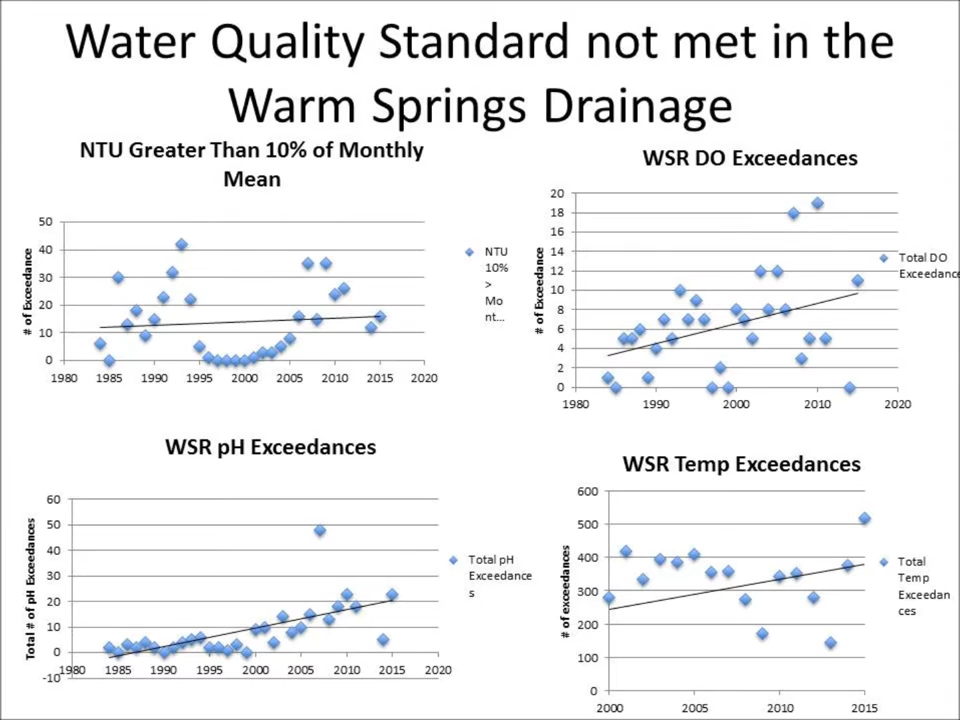 Water Quality Standard not met in the
Warm Springs Drainage
NTU Greater Than 10% of Monthly
Mean
# of Exceedance
50
40
30
20
10
0
1980 1985 1990 1995 2000 2005 2010 2015 2020
NTU
10%
>
Mo
nt...
WSR DO Exceedances
# of Exceedance
20
18
16
14
12
10
8
6
4
2
0
1980 1990 2000 2010 2020
Total DO
Exceedance
WSR pH Exceedances
Total # of pH Exceedances
60
50
40
30
20
10
0
-10
1980 1985 1990 1995 2000 2005 2010 2015 2020
Total pH
Exceedance
s
WSR Temp Exceedances
# of exceedances
600
500
400
300
200
100
0
2000 2005 2010 2015
Total
Temp
Exceedan
ces